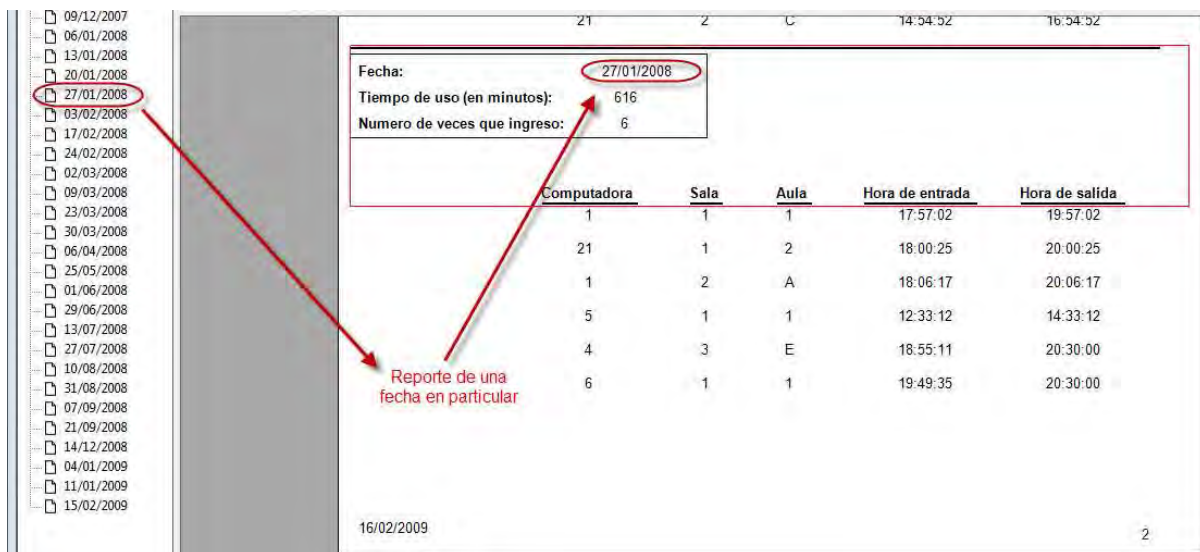 09/12/2007
06/01/2008
13/01/2008
20/01/2008
27/01/2008
03/02/2008
17/02/2008
24/02/2008
02/03/2008
09/03/2008
23/03/2008
30/03/2008
06/04/2008
25/05/2008
01/06/2008
29/06/2008
13/07/2008
27/07/2008
10/08/2008
31/08/2008
07/09/2008
21/09/2008
14/12/2008
04/01/2009
11/01/2009
15/02/2009
21 2 C 14:54:52 16:54:52
Fecha: 27/01/2008
Tiempo de uso (en minutos): 616
Numero de veces que ingreso: 6
Computadora Sala Aula Hora de entrada Hora de salida
1 1 1 17:57:02 19:57:02
21 1 2 18:00:25 20:00:25
1 2 A 18:06:17 20:06:17
5 1 1 12:33:12 14:33:12
4 3 E 18:55:11 20:30:00
6 1 1 19:49:35 20:30:00
Reporte de una
fecha en particular
16/02/2009 2